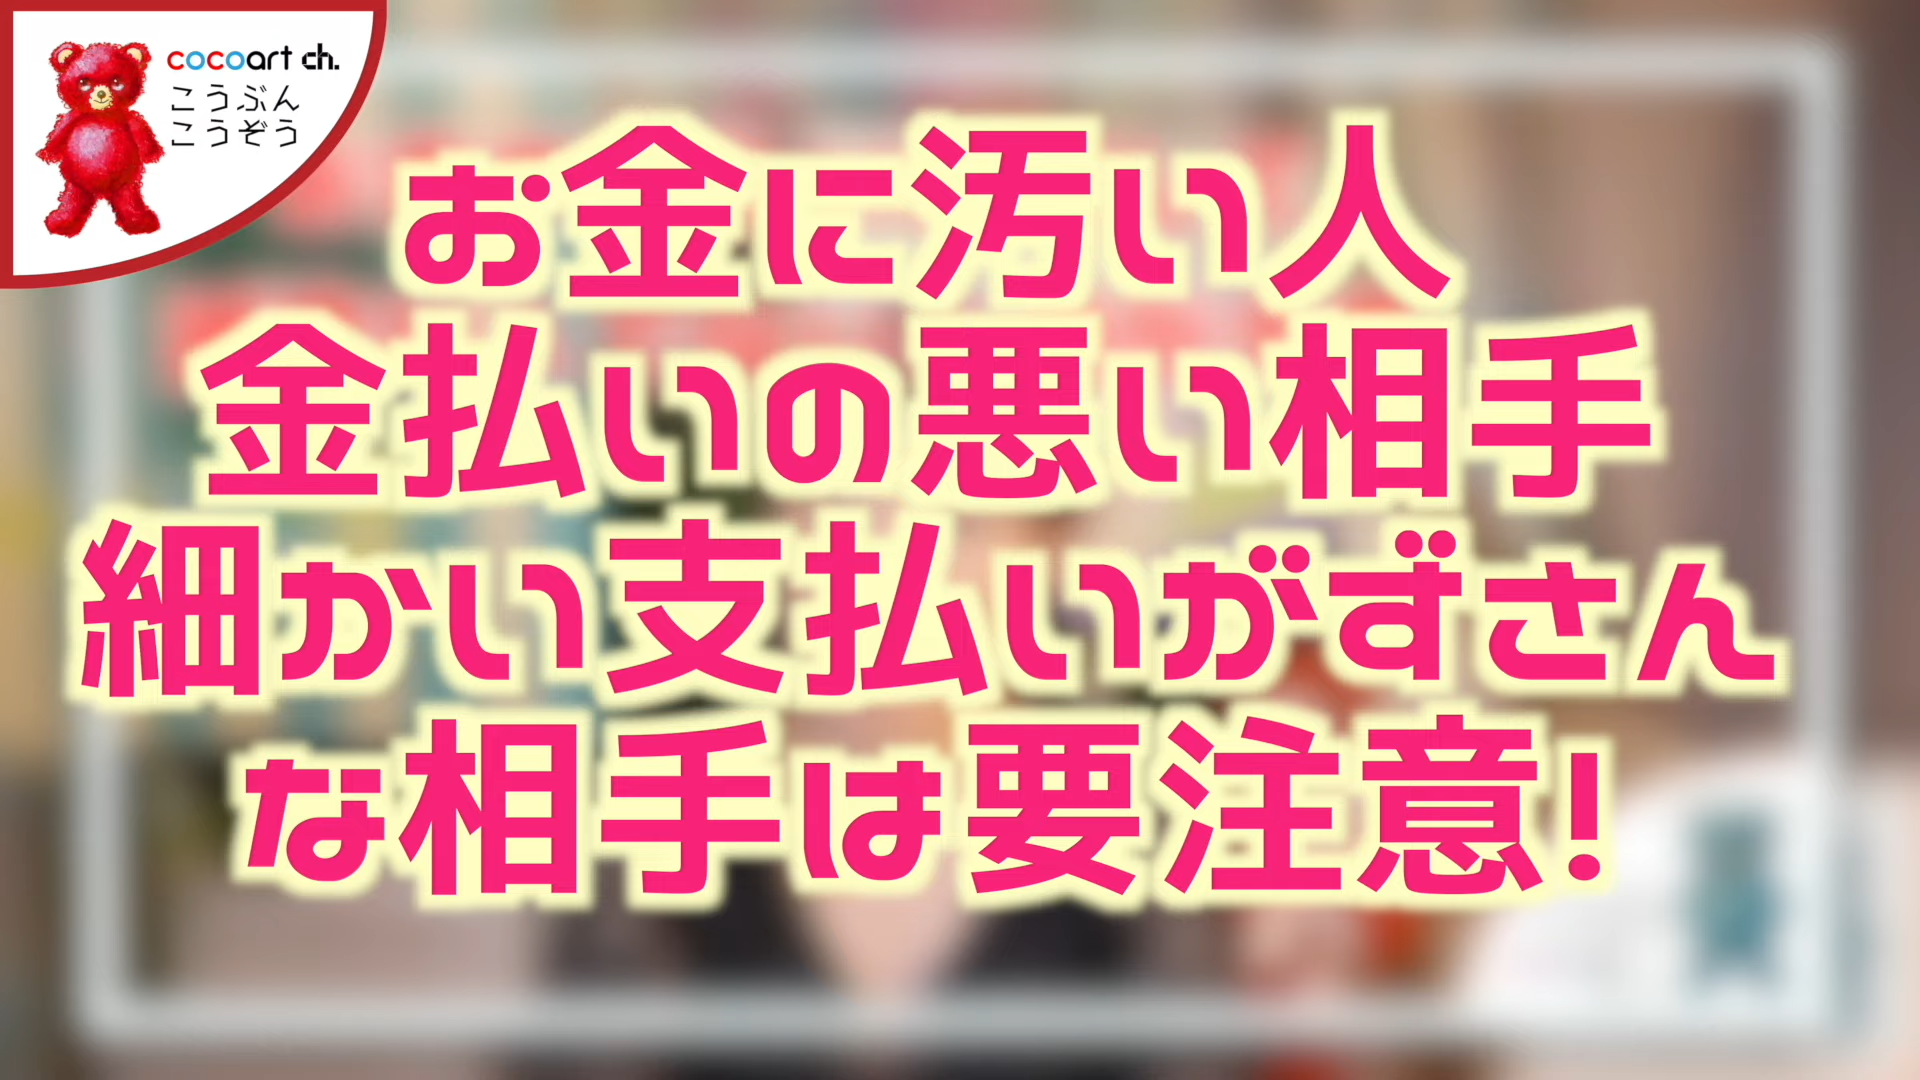 cocoart ch.
こうぶん
こうぞう
お金に汚い人
金払いの悪い相手
細かい支払いがずさん
な相手は要注意!